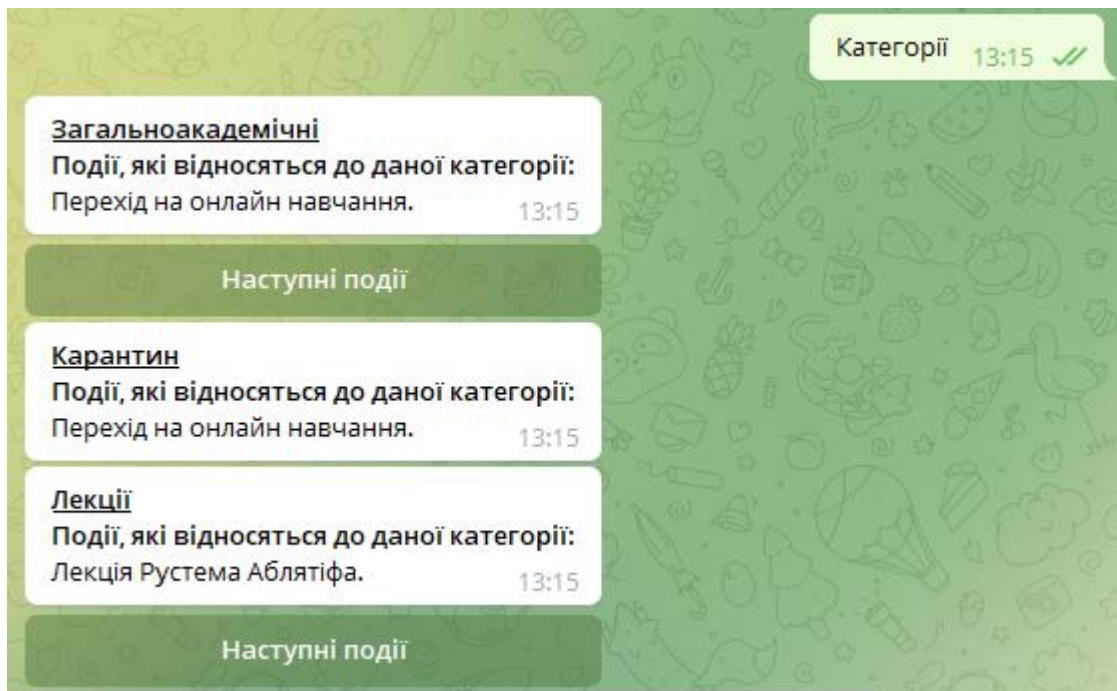 Категорії 13:15
Загальноакадемічні
Події, які відносяться до даної категорії:
Перехід на онлайн навчання. 13:15
Наступні події
Карантин
Події, які відносяться до даної категорії:
Перехід на онлайн навчання. 13:15
Лекції
Події, які відносяться до даної категорії:
Лекція Рустема Аблятіфа. 13:15
Наступні події